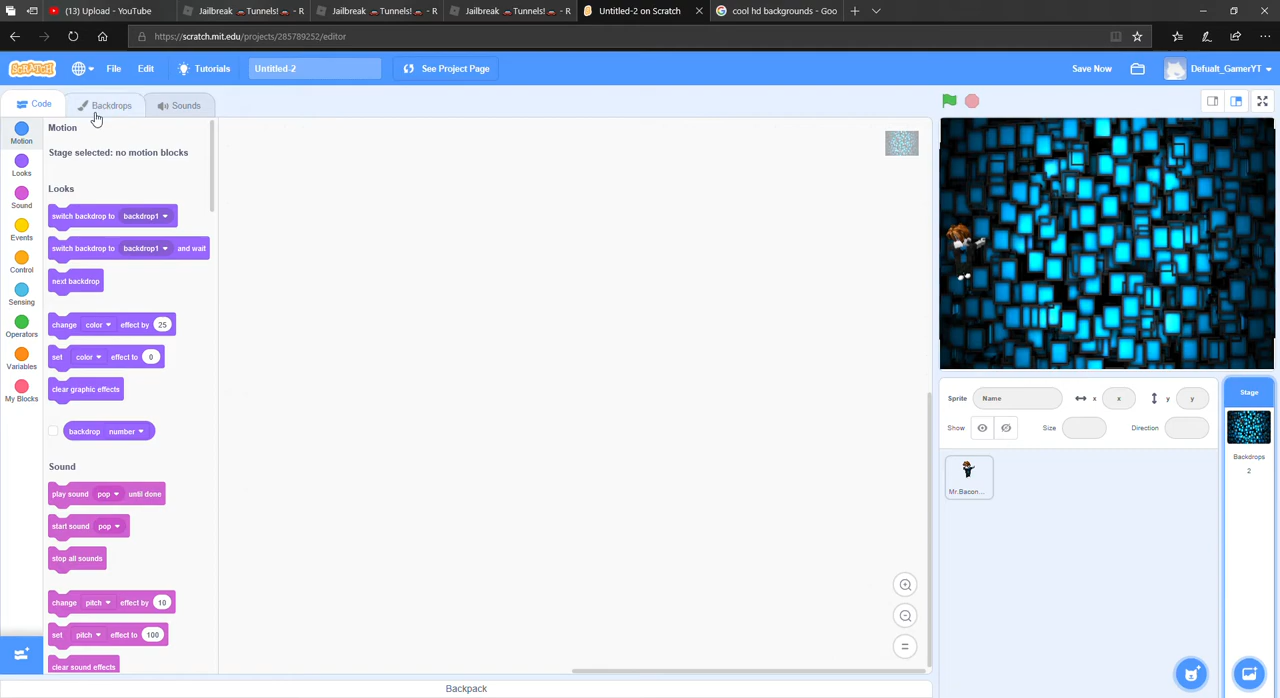 (13) Upload - YouTube
Jailbreak 🚗Tunnels!🚗 - R
Jailbreak 🚗Tunnels!🚗 - R
Jailbreak 🚗Tunnels!🚗 - R
Untitled-2 on Scratch
cool hd backgrounds - Goo
https://scratch.mit.edu/projects/285789252/editor
SCRATCH
File
Edit
Tutorials
Untitled-2
See Project Page
Save Now
Defualt_GamerYT
Code
Backdrops
Sounds
Motion
Looks
Sound
Events
Control
Sensing
Operators
Variables
My Blocks
Motion
Stage selected: no motion blocks
Looks
switch backdrop to backdrop1
switch backdrop to backdrop1 and wait
next backdrop
change color effect by 25
set color effect to 0
clear graphic effects
backdrop number
Sound
play sound pop until done
start sound pop
stop all sounds
change pitch effect by 10
set pitch effect to 100
clear sound effects
Backpack
Sprite Name x x y y
Show Size Direction
Mr.Bacon...
Stage
Backdrops
2